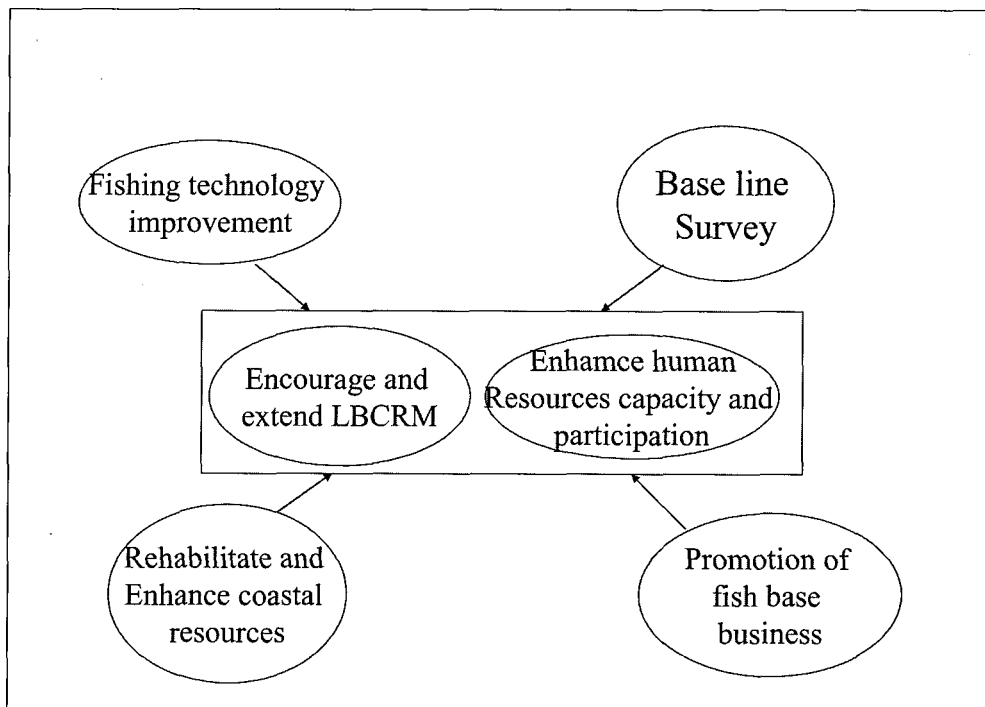 Fishing technology
improvement
Base line
Survey
Encourage and
extend LBCRM
Enhamce human
Resources capacity and
participation
Rehabilitate and
Enhance coastal
resources
Promotion of
fish base
business